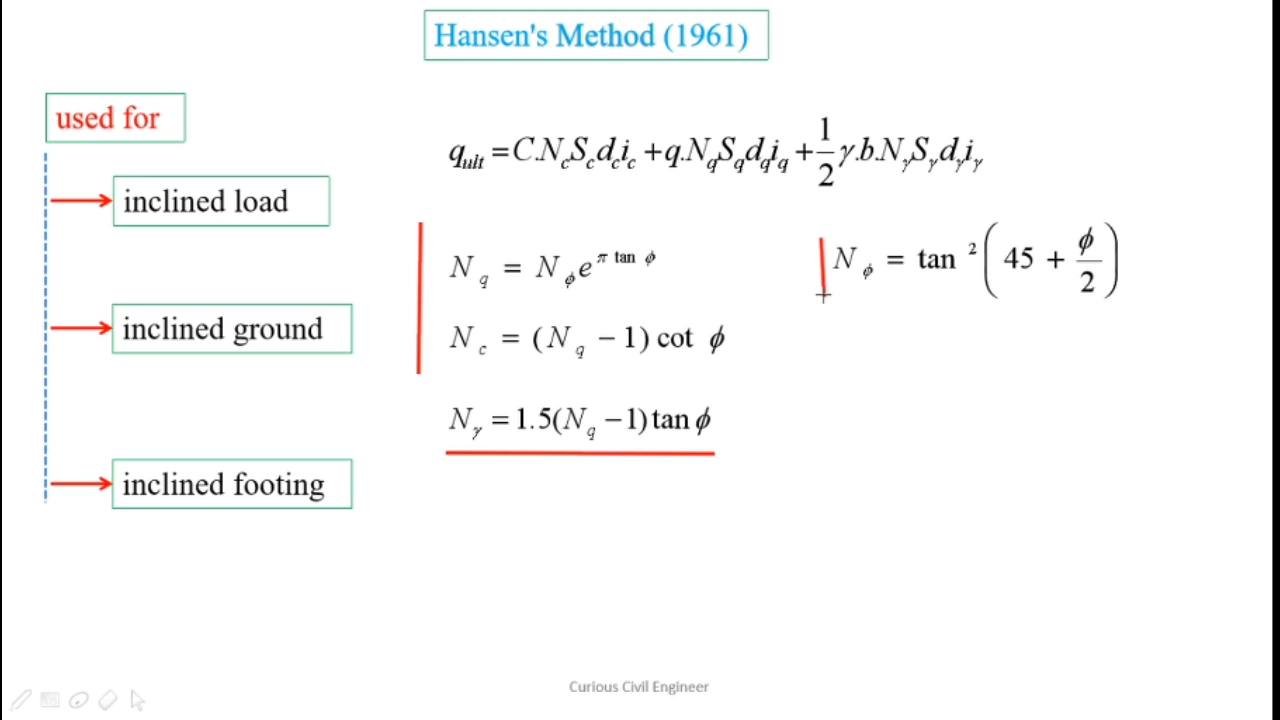 Hansen's Method (1961)
used for
inclined load
inclined ground
inclined footing
q_ult = C.N_c S_c d_c i_c + q.N_q S_q d_q i_q + 1/2 γ.b.N_γ S_γ d_γ i_γ
N_q = N_ϕ e^(π tan ϕ)
N_ϕ = tan²(45 + ϕ/2)
N_c = (N_q − 1) cot ϕ
N_γ = 1.5(N_q − 1) tan ϕ
Curious Civil Engineer